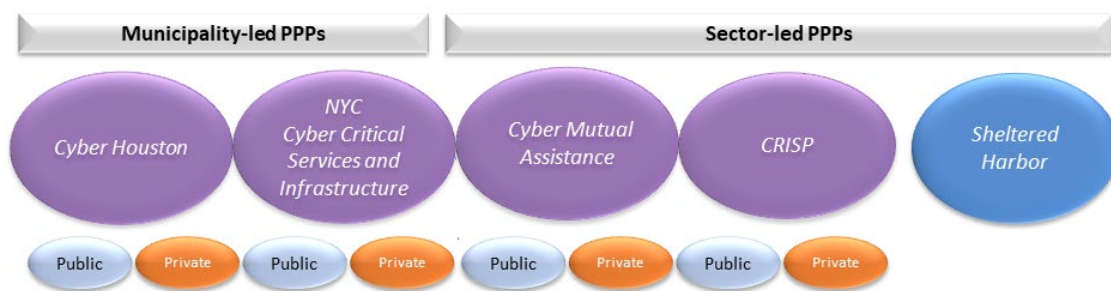 Municipality-led PPPs
Sector-led PPPs
Cyber Houston
NYC
Cyber Critical
Services and
Infrastructure
Cyber Mutual
Assistance
CRISP
Sheltered
Harbor
Public
Private
Public
Private
Public
Private
Public
Private